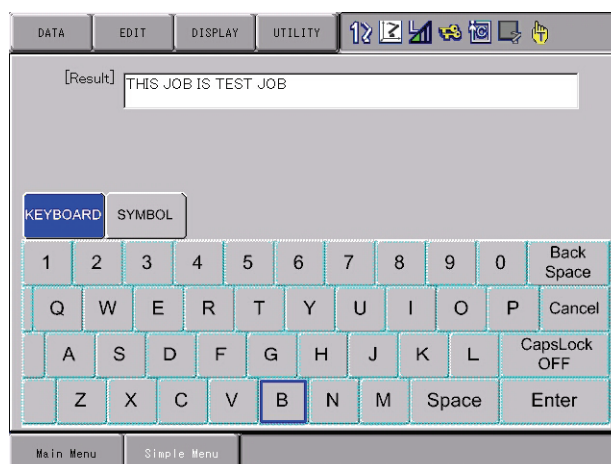 DATA EDIT DISPLAY UTILITY
[Result] THIS JOB IS TEST JOB
KEYBOARD SYMBOL
1 2 3 4 5 6 7 8 9 0 Back Space
Q W E R T Y U I O P Cancel
A S D F G H J K L CapsLock OFF
Z X C V B N M Space Enter
Main Menu Simple Menu